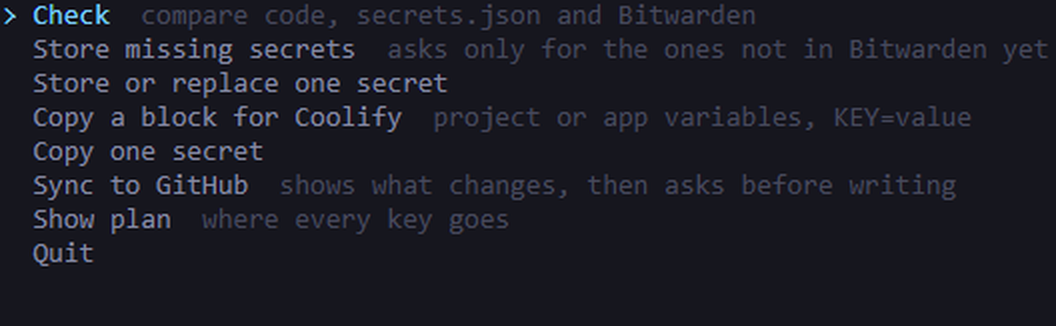 > Check  compare code, secrets.json and Bitwarden
Store missing secrets  asks only for the ones not in Bitwarden yet
Store or replace one secret
Copy a block for Coolify  project or app variables, KEY=value
Copy one secret
Sync to GitHub  shows what changes, then asks before writing
Show plan  where every key goes
Quit